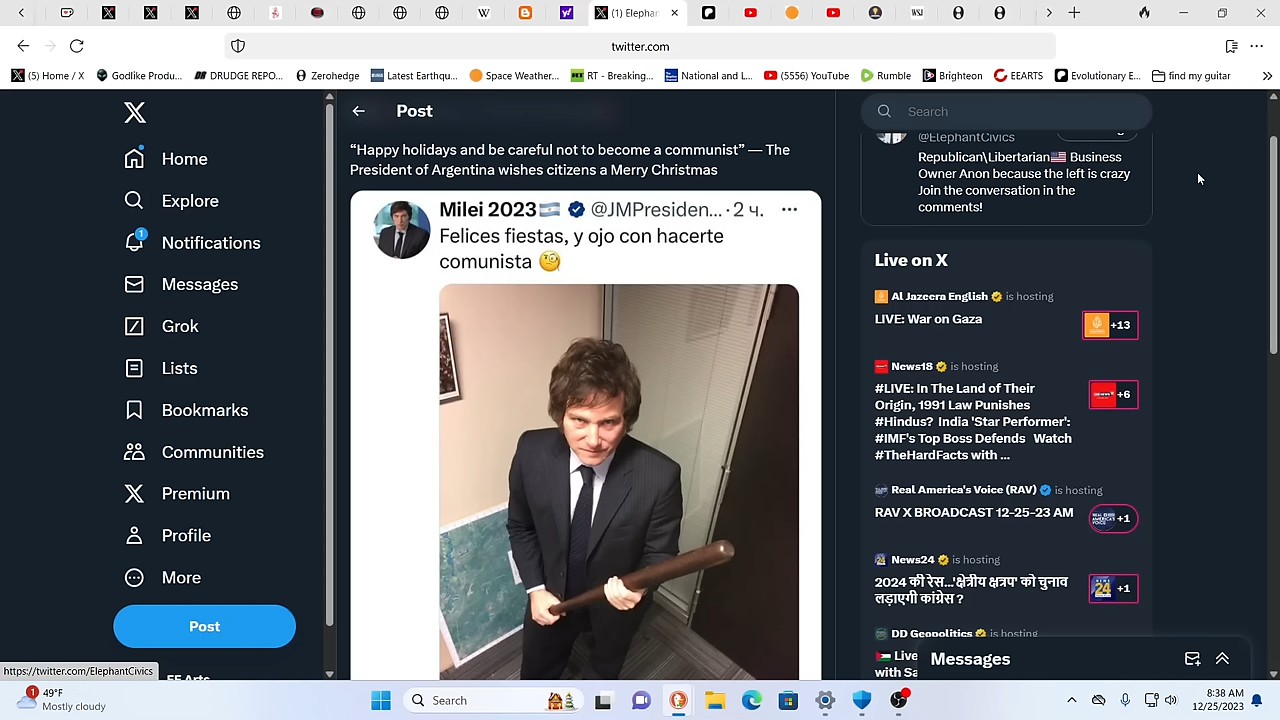 (1) Elephan
twitter.com
(5) Home / X
Godlike Produ...
DRUDGE REPO...
Zerohedge
Latest Earthqu...
Space Weather...
RT - Breaking...
National and L...
(5556) YouTube
Rumble
Brighteon
EEARTS
Evolutionary E...
find my guitar
Home
Explore
1
Notifications
Messages
Grok
Lists
Bookmarks
Communities
Premium
Profile
More
Post
https://twitter.com/ElephantCivics
Post
“Happy holidays and be careful not to become a communist” — The
President of Argentina wishes citizens a Merry Christmas
Milei 2023 @JMPresiden... · 2 ч.
Felices fiestas, y ojo con hacerte
comunista
Search
@ElephantCivics
Republican\Libertarian Business
Owner Anon because the left is crazy
Join the conversation in the
comments!
Live on X
Al Jazeera English is hosting
LIVE: War on Gaza
+13
News18 is hosting
#LIVE: In The Land of Their
Origin, 1991 Law Punishes
#Hindus? India 'Star Performer':
#IMF's Top Boss Defends Watch
#TheHardFacts with ...
+6
Real America's Voice (RAV) is hosting
RAV X BROADCAST 12-25-23 AM
+1
News24 is hosting
2024 की रेस...'क्षेत्रीय क्षत्रप' को चुनाव
लड़ाएगी कांग्रेस ?
+1
DD Geopolitics is hosting
Live
with Sa
Messages
1
49°F
Mostly cloudy
Search
8:38 AM
12/25/2023